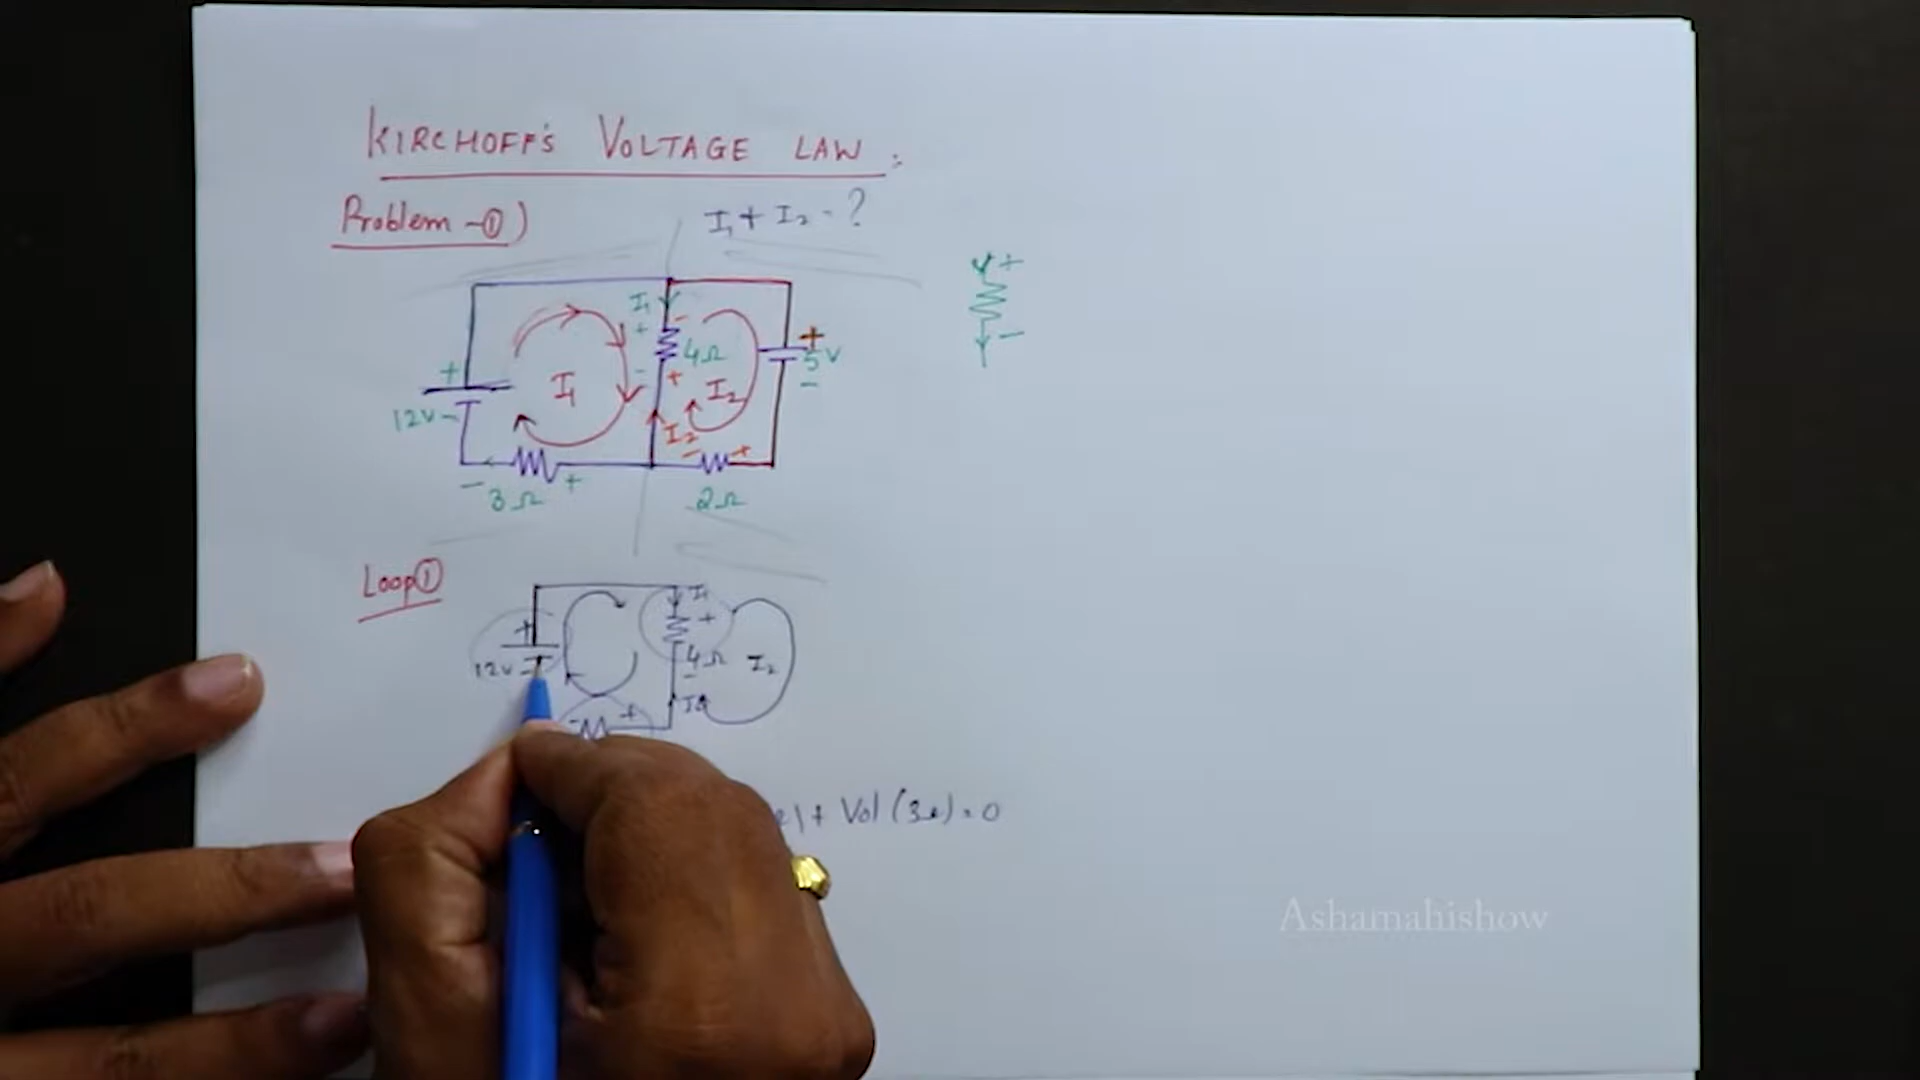 KIRCHOFF'S VOLTAGE LAW :
Problem -①)
I₁ + I₂ = ?
+
-
I₁
+ -
4Ω
- +
I₁
I₂
+
5V
-
+
12V -
I₂
- +
- 3Ω +
2Ω
Loop①
I₁
+
+
12V -
4Ω
-
I₂
- +
+ Vol (3Ω) = 0
Ashamahishow